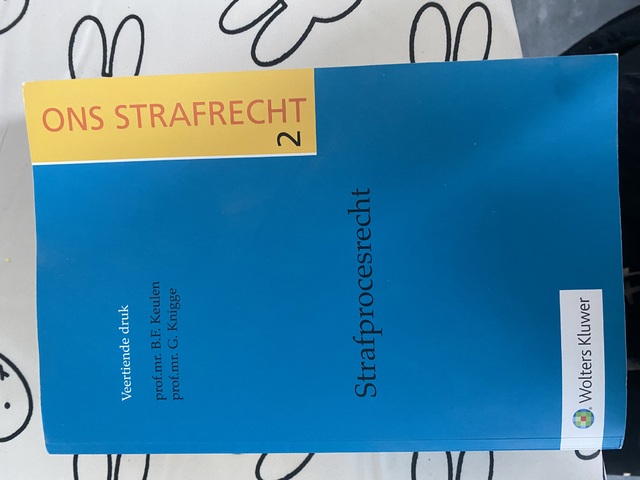 ONS STRAFRECHT
2
Veertiende druk
prof.mr. B.F. Keulen
prof.mr. G. Knigge
Strafprocesrecht
Wolters Kluwer